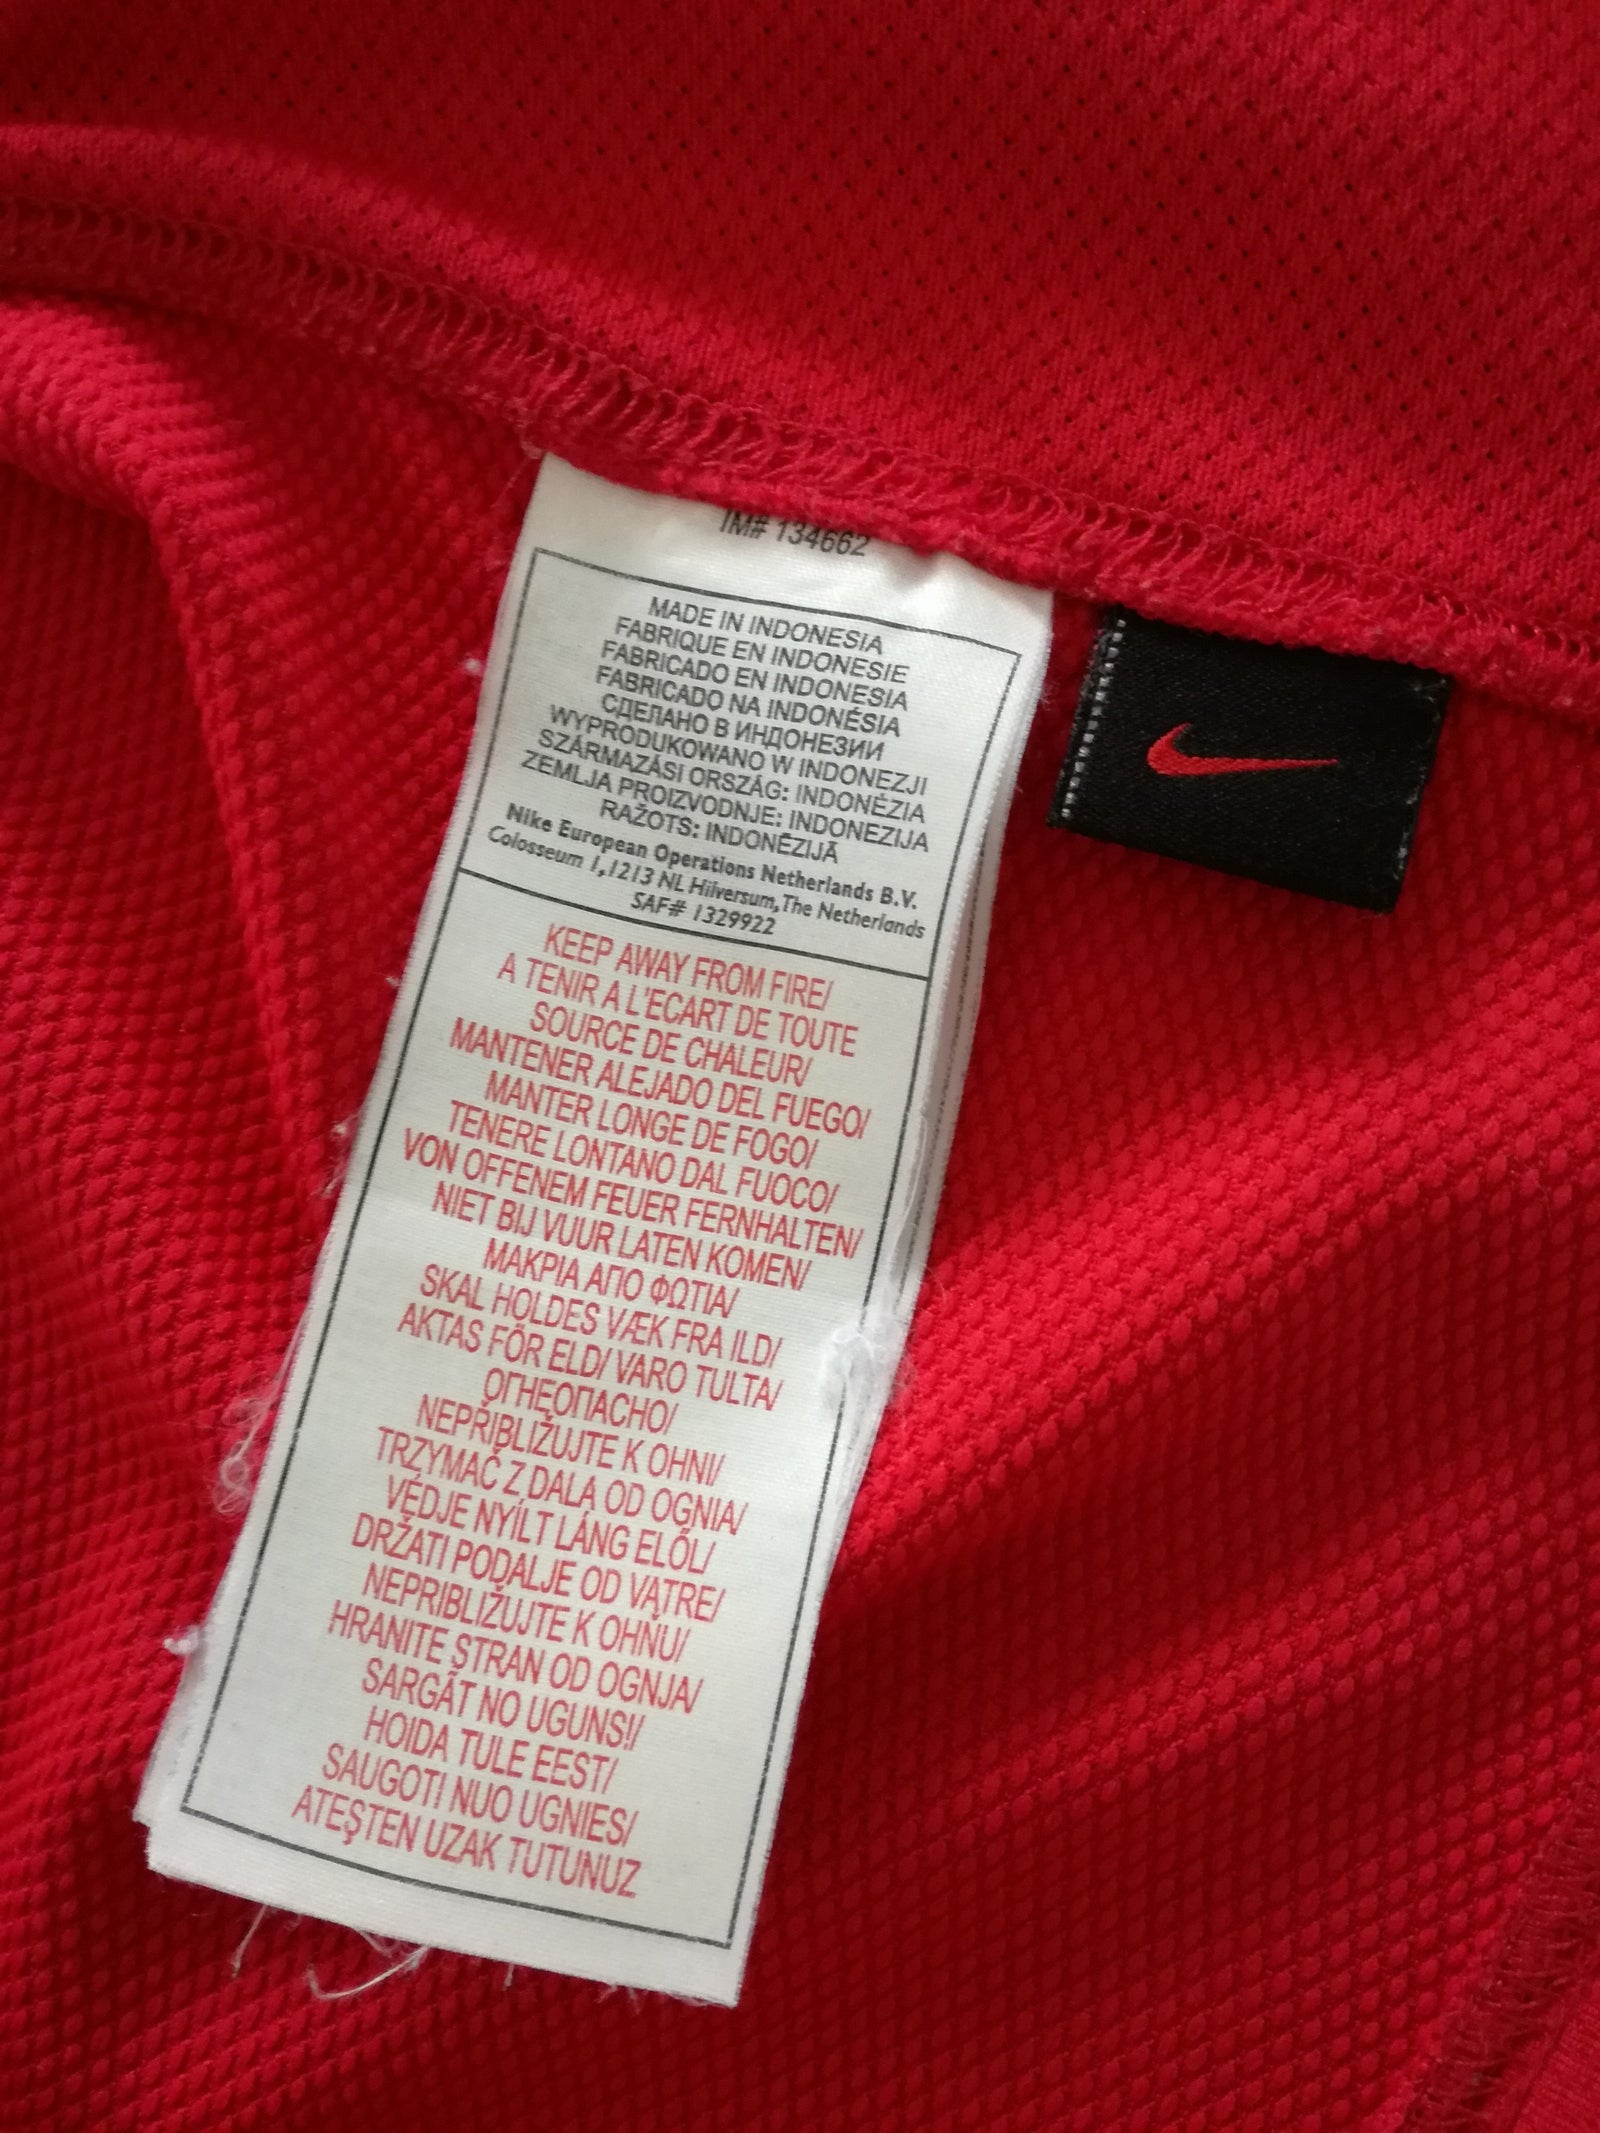 IM# 134662
MADE IN INDONESIA
FABRIQUE EN INDONESIE
FABRICADO EN INDONESIA
FABRICADO NA INDONÉSIA
СДЕЛАНО В ИНДОНЕЗИИ
WYPRODUKOWANO W INDONEZJI
SZÁRMAZÁSI ORSZÁG: INDONÉZIA
ZEMLJA PROIZVODNJE: INDONEZIJA
RAŽOTS: INDONĒZIJĀ
Nike European Operations Netherlands B.V.
Colosseum 1,1213 NL Hilversum,The Netherlands
SAF# 1329922
KEEP AWAY FROM FIRE/
A TENIR A L'ECART DE TOUTE
SOURCE DE CHALEUR/
MANTENER ALEJADO DEL FUEGO/
MANTER LONGE DE FOGO/
TENERE LONTANO DAL FUOCO/
VON OFFENEM FEUER FERNHALTEN/
NIET BIJ VUUR LATEN KOMEN/
ΜΑΚΡΙΑ ΑΠΟ ΦΩΤΙΑ/
SKAL HOLDES VÆK FRA ILD/
AKTAS FÖR ELD/ VARO TULTA/
ОГНЕОПАСНО/
NEPŘIBLIŽUJTE K OHNI/
TRZYMAĆ Z DALA OD OGNIA/
VÉDJE NYÍLT LÁNG ELŐL/
DRŽATI PODALJE OD VATRE/
NEPRIBLIŽUJTE K OHŇU/
HRANITE STRAN OD OGNJA/
SARGĀT NO UGUNS!/
HOIDA TULE EEST/
SAUGOTI NUO UGNIES/
ATEŞTEN UZAK TUTUNUZ